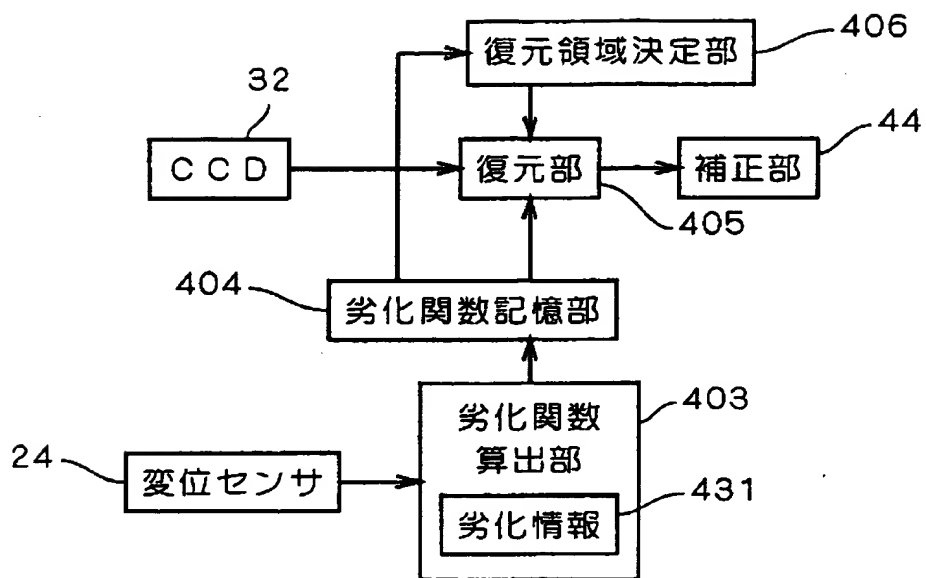 406
復元領域決定部
32
44
CCD
復元部
補正部
405
404
劣化関数記憶部
403
劣化関数
算出部
24
変位センサ
431
劣化情報